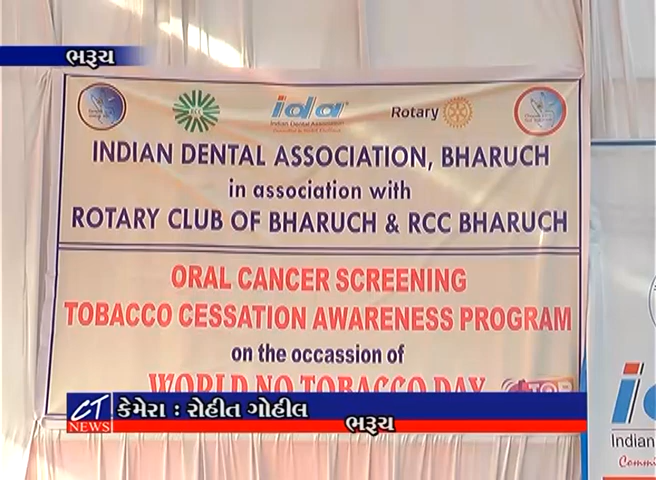 ભરૂચ
ida
Indian Dental Association
Rotary
INDIAN DENTAL ASSOCIATION, BHARUCH
in association with
ROTARY CLUB OF BHARUCH & RCC BHARUCH
ORAL CANCER SCREENING
TOBACCO CESSATION AWARENESS PROGRAM
on the occassion of
WORLD NO TOBACCO DAY
CT
NEWS
કેમેરા : રોહીત ગોહીલ
ભરૂચ
Indian